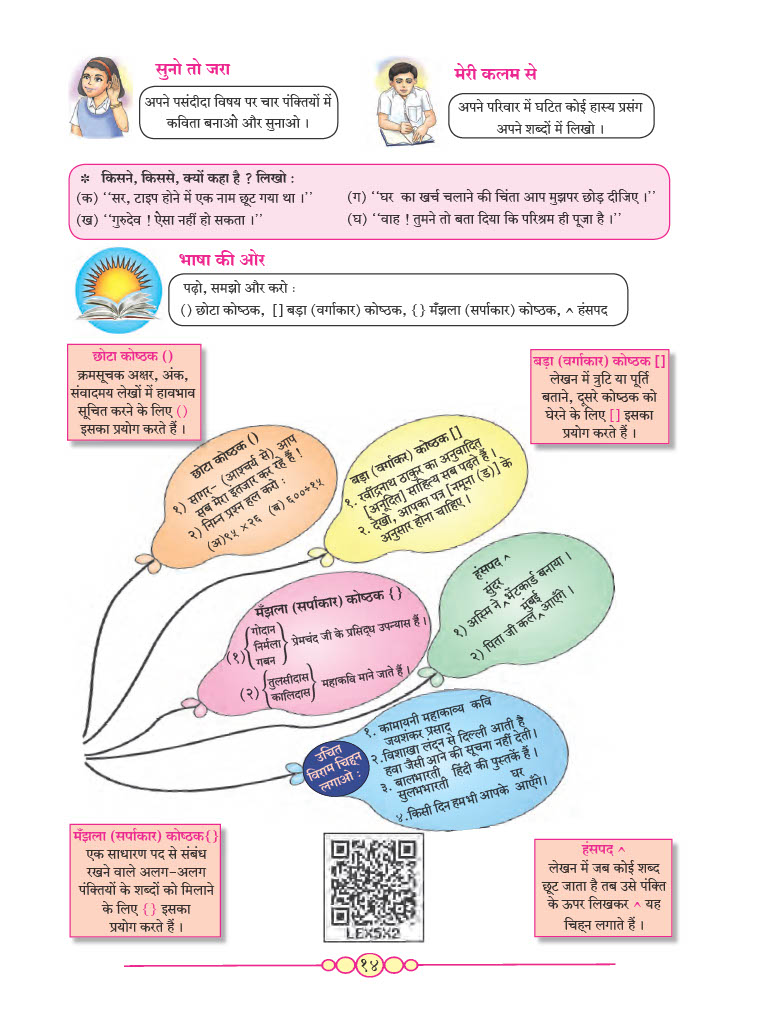 सुनो तो जरा
अपने पसंदीदा विषय पर चार पंक्तियों में
कविता बनाओ और सुनाओ ।
मेरी कलम से
अपने परिवार में घटित कोई हास्य प्रसंग
अपने शब्दों में लिखो ।
❉ किसने, किससे, क्यों कहा है ? लिखो :
(क) ‘‘सर, टाइप होने में एक नाम छूट गया था ।’’
(ग) ‘‘घर का खर्च चलाने की चिंता आप मुझपर छोड़ दीजिए ।’’
(ख) ‘‘गुरुदेव ! ऐसा नहीं हो सकता ।’’
(घ) ‘‘वाह ! तुमने तो बता दिया कि परिश्रम ही पूजा है ।’’
भाषा की ओर
पढ़ो, समझो और करो :
() छोटा कोष्ठक, [] बड़ा (वर्गाकार) कोष्ठक, {} मँझला (सर्पाकार) कोष्ठक, ^ हंसपद
छोटा कोष्ठक ()
क्रमसूचक अक्षर, अंक,
संवादमय लेखों में हावभाव
सूचित करने के लिए ()
इसका प्रयोग करते हैं ।
बड़ा (वर्गाकार) कोष्ठक []
लेखन में त्रुटि या पूर्ति
बताने, दूसरे कोष्ठक को
घेरने के लिए [] इसका
प्रयोग करते हैं ।
छोटा कोष्ठक ()
१) सागर- (आश्चर्य से) आप
सब मेरा इंतजार कर रहे हैं !
२) निम्न प्रश्न हल करो :
(अ)९५ × २६ (ब) ६००÷१५
बड़ा (वर्गाकर) कोष्ठक []
१. रवींद्रनाथ ठाकुर का अनुवादित
[अनूदित] साहित्य सब पढ़ते हैं ।
२. देखो, आपका पत्र [नमूना (ड)] के
अनुसार होना चाहिए ।
हंसपद ^
सुंदर
१) अस्मि ने ^ भेंटकार्ड बनाया ।
मुंबई
२) पिता जी कल ^ आएँगे ।
मँझला (सर्पाकार) कोष्ठक {}
(१) {गोदान
निर्मला
गबन} प्रेमचंद जी के प्रसिद्ध उपन्यास हैं ।
(२) {तुलसीदास
कालिदास} महाकवि माने जाते हैं ।
उचित
विराम चिह्न
लगाओ :
१. कामायनी महाकाव्य कवि
जयशंकर प्रसाद
२.विशाखा लंदन से दिल्ली आती है
हवा जैसी आने की सूचना नहीं देती।
३. बालभारती हिंदी की पुस्तकें हैं ।
सुलभभारती
घर
४.किसी दिन हमभी आपके आएँगे।
मँझला (सर्पाकार) कोष्ठक{}
एक साधारण पद से संबंध
रखने वाले अलग-अलग
पंक्तियों के शब्दों को मिलाने
के लिए {} इसका
प्रयोग करते हैं ।
LEX5X2
हंसपद ^
लेखन में जब कोई शब्द
छूट जाता है तब उसे पंक्ति
के ऊपर लिखकर ^ यह
चिह्न लगाते हैं ।
१४